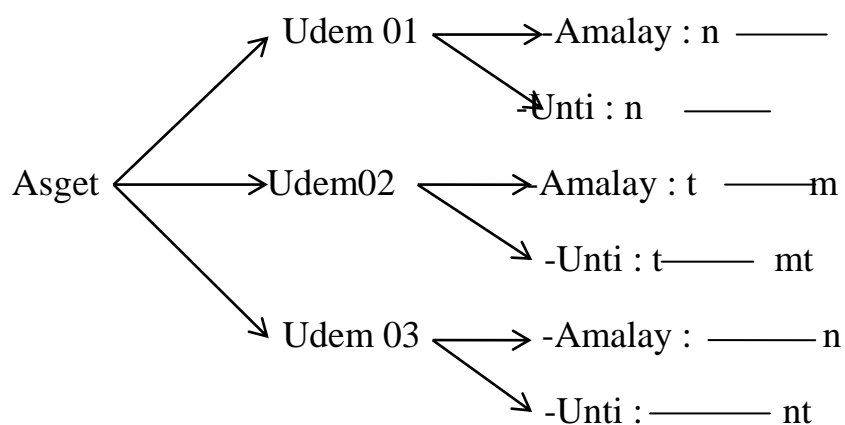 Udem 01 -Amalay : n ———
-Unti : n ———
Asget Udem02 -Amalay : t ———m
-Unti : t——— mt
Udem 03 -Amalay : ——— n
-Unti : ——— nt